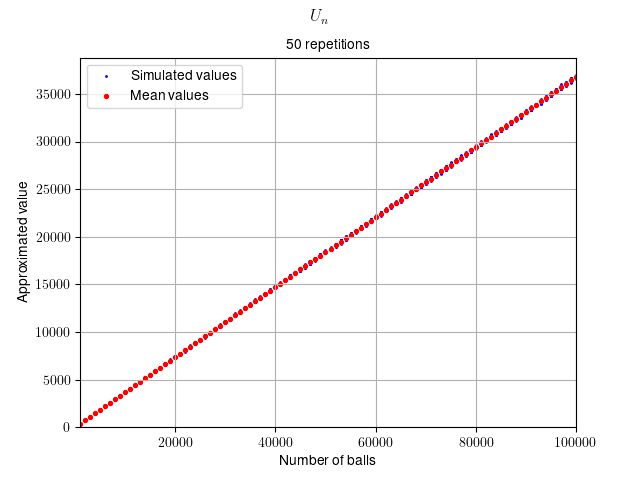 Uₙ
50 repetitions
Simulated values
Mean values
Approximated value
35000
30000
25000
20000
15000
10000
5000
0
20000 40000 60000 80000 100000
Number of balls